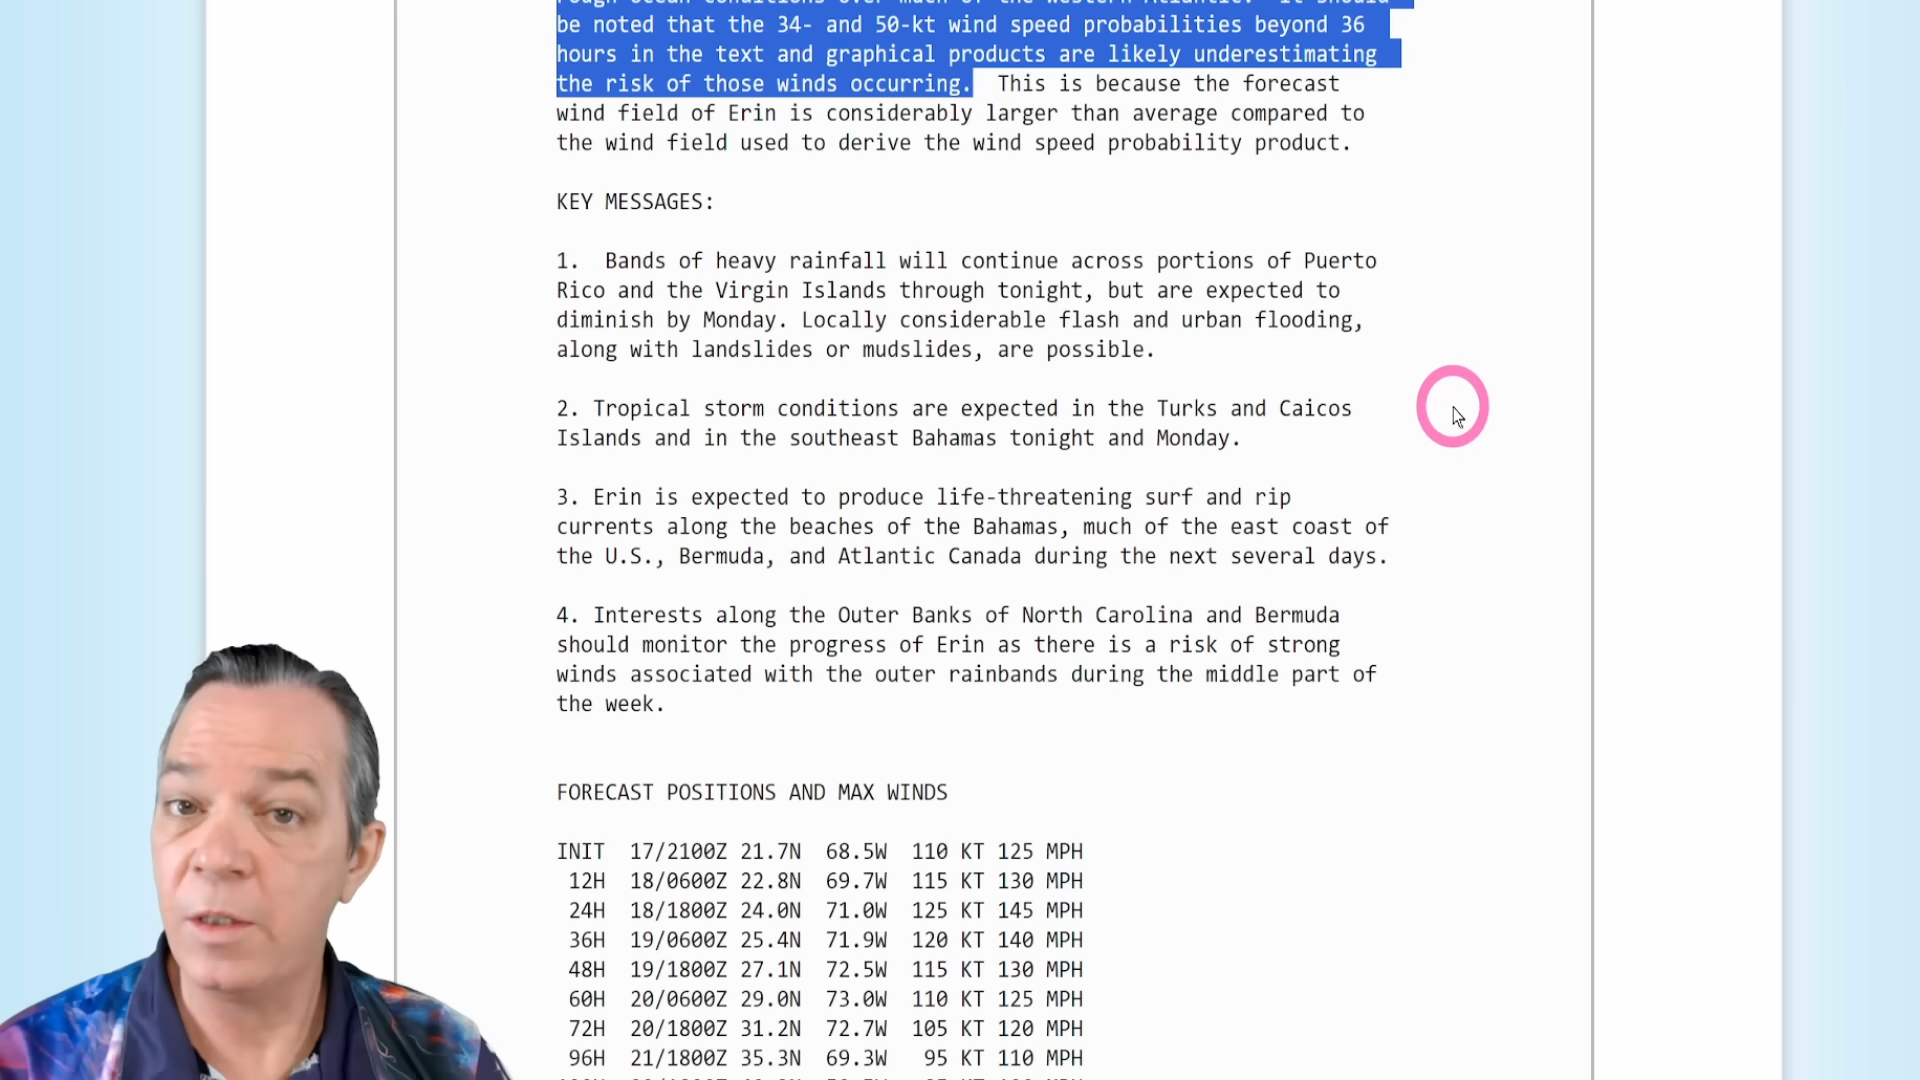 rough ocean conditions over much of the western Atlantic. It should
be noted that the 34- and 50-kt wind speed probabilities beyond 36
hours in the text and graphical products are likely underestimating
the risk of those winds occurring. This is because the forecast
wind field of Erin is considerably larger than average compared to
the wind field used to derive the wind speed probability product.
KEY MESSAGES:
1. Bands of heavy rainfall will continue across portions of Puerto
Rico and the Virgin Islands through tonight, but are expected to
diminish by Monday. Locally considerable flash and urban flooding,
along with landslides or mudslides, are possible.
2. Tropical storm conditions are expected in the Turks and Caicos
Islands and in the southeast Bahamas tonight and Monday.
3. Erin is expected to produce life-threatening surf and rip
currents along the beaches of the Bahamas, much of the east coast of
the U.S., Bermuda, and Atlantic Canada during the next several days.
4. Interests along the Outer Banks of North Carolina and Bermuda
should monitor the progress of Erin as there is a risk of strong
winds associated with the outer rainbands during the middle part of
the week.
FORECAST POSITIONS AND MAX WINDS
INIT 17/2100Z 21.7N 68.5W 110 KT 125 MPH
12H 18/0600Z 22.8N 69.7W 115 KT 130 MPH
24H 18/1800Z 24.0N 71.0W 125 KT 145 MPH
36H 19/0600Z 25.4N 71.9W 120 KT 140 MPH
48H 19/1800Z 27.1N 72.5W 115 KT 130 MPH
60H 20/0600Z 29.0N 73.0W 110 KT 125 MPH
72H 20/1800Z 31.2N 72.7W 105 KT 120 MPH
96H 21/1800Z 35.3N 69.3W 95 KT 110 MPH